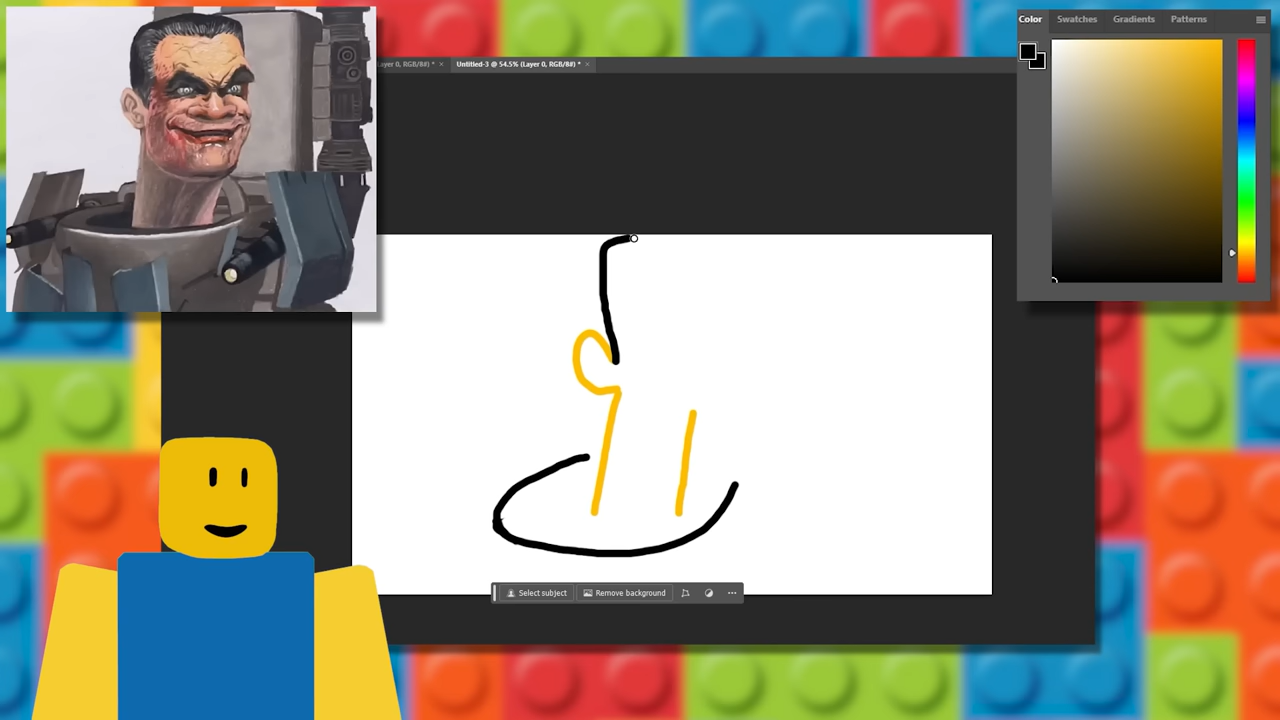 Color Swatches Gradients Patterns
Layer 0, RGB/8#) * × Untitled-3 @ 54.5% (Layer 0, RGB/8#) * ×
Select subject Remove background